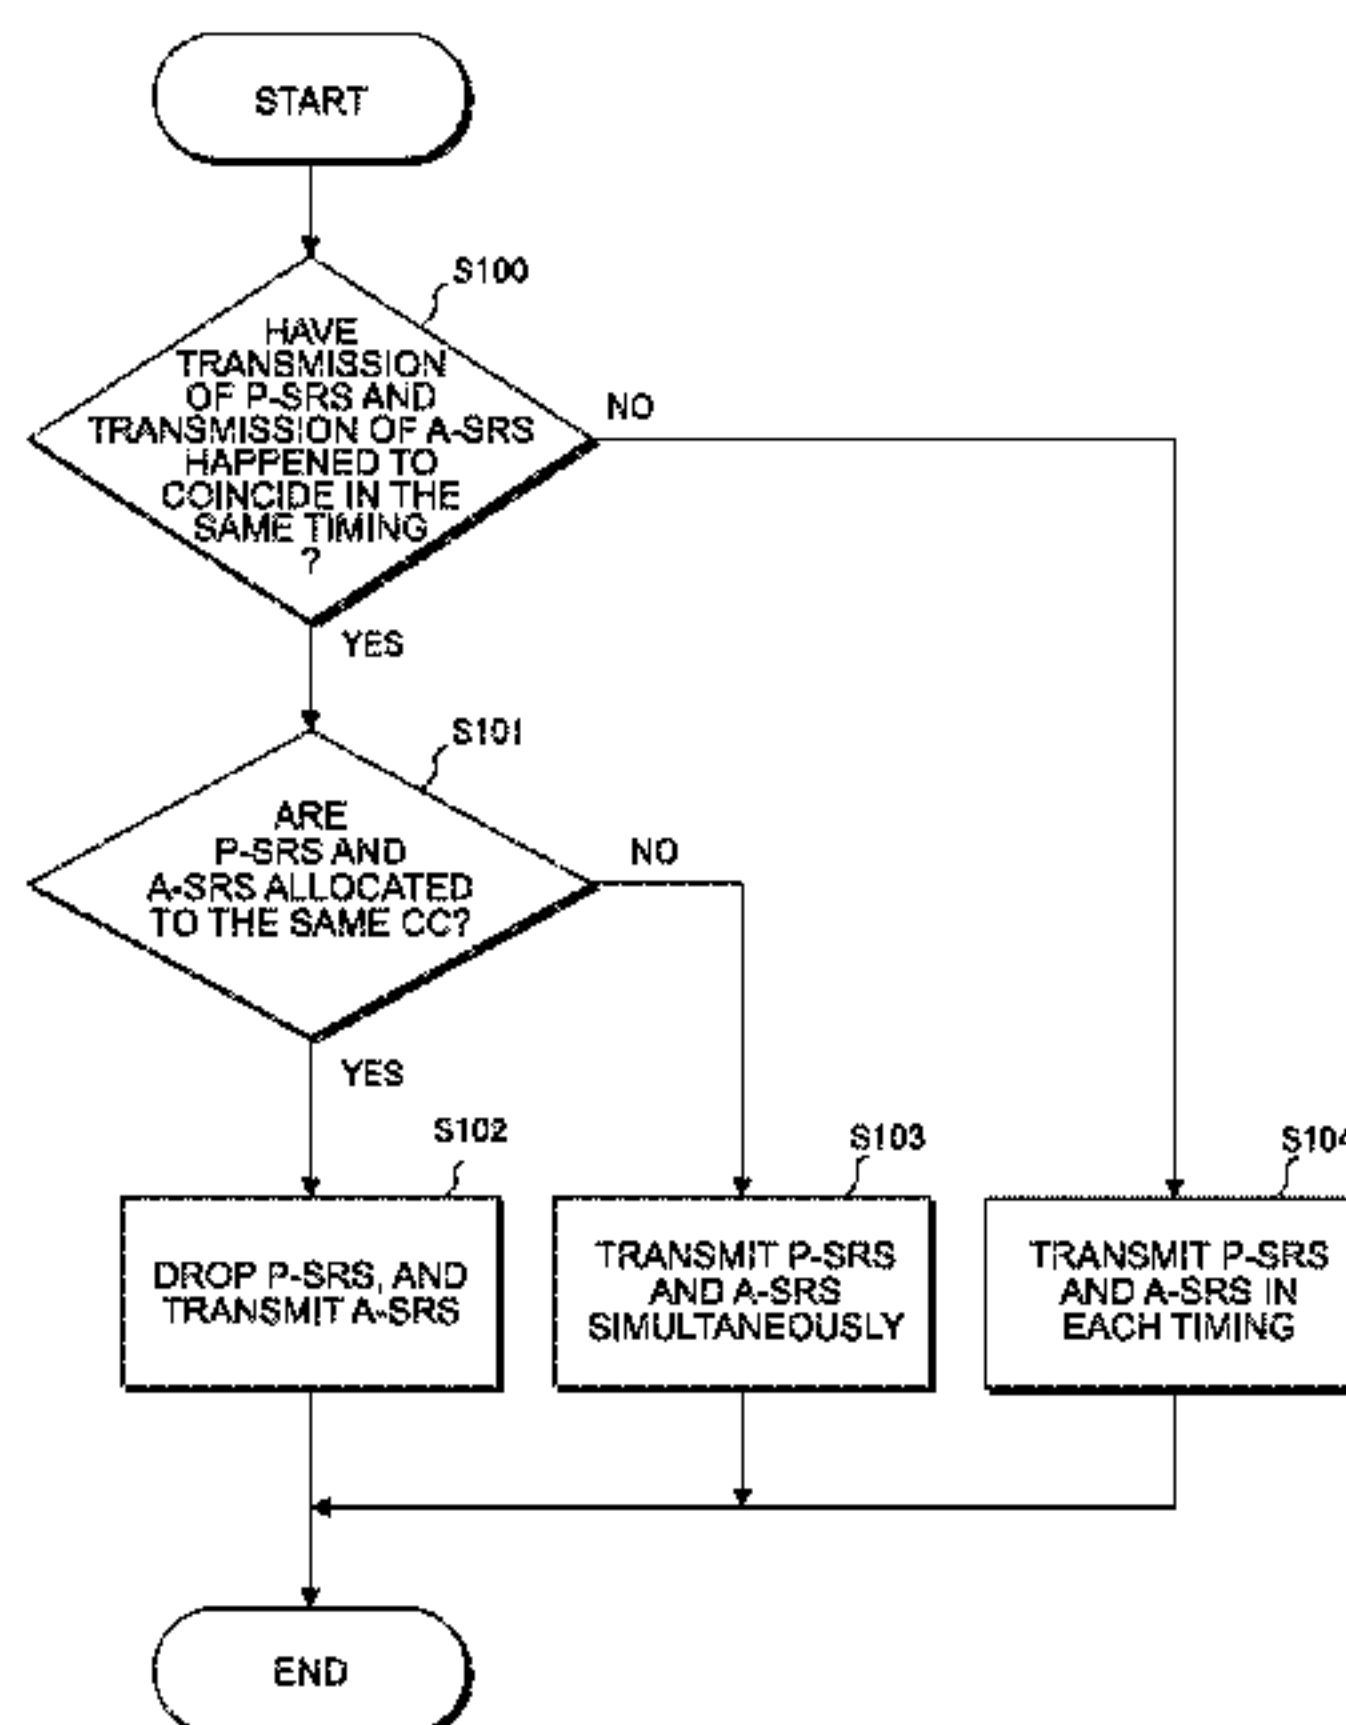 START
S100
HAVE
TRANSMISSION
OF P-SRS AND
TRANSMISSION OF A-SRS
HAPPENED TO
COINCIDE IN THE
SAME TIMING
?
NO
YES
S101
ARE
P-SRS AND
A-SRS ALLOCATED
TO THE SAME CC?
NO
YES
S102
DROP P-SRS, AND
TRANSMIT A-SRS
S103
TRANSMIT P-SRS
AND A-SRS
SIMULTANEOUSLY
S104
TRANSMIT P-SRS
AND A-SRS IN
EACH TIMING
END